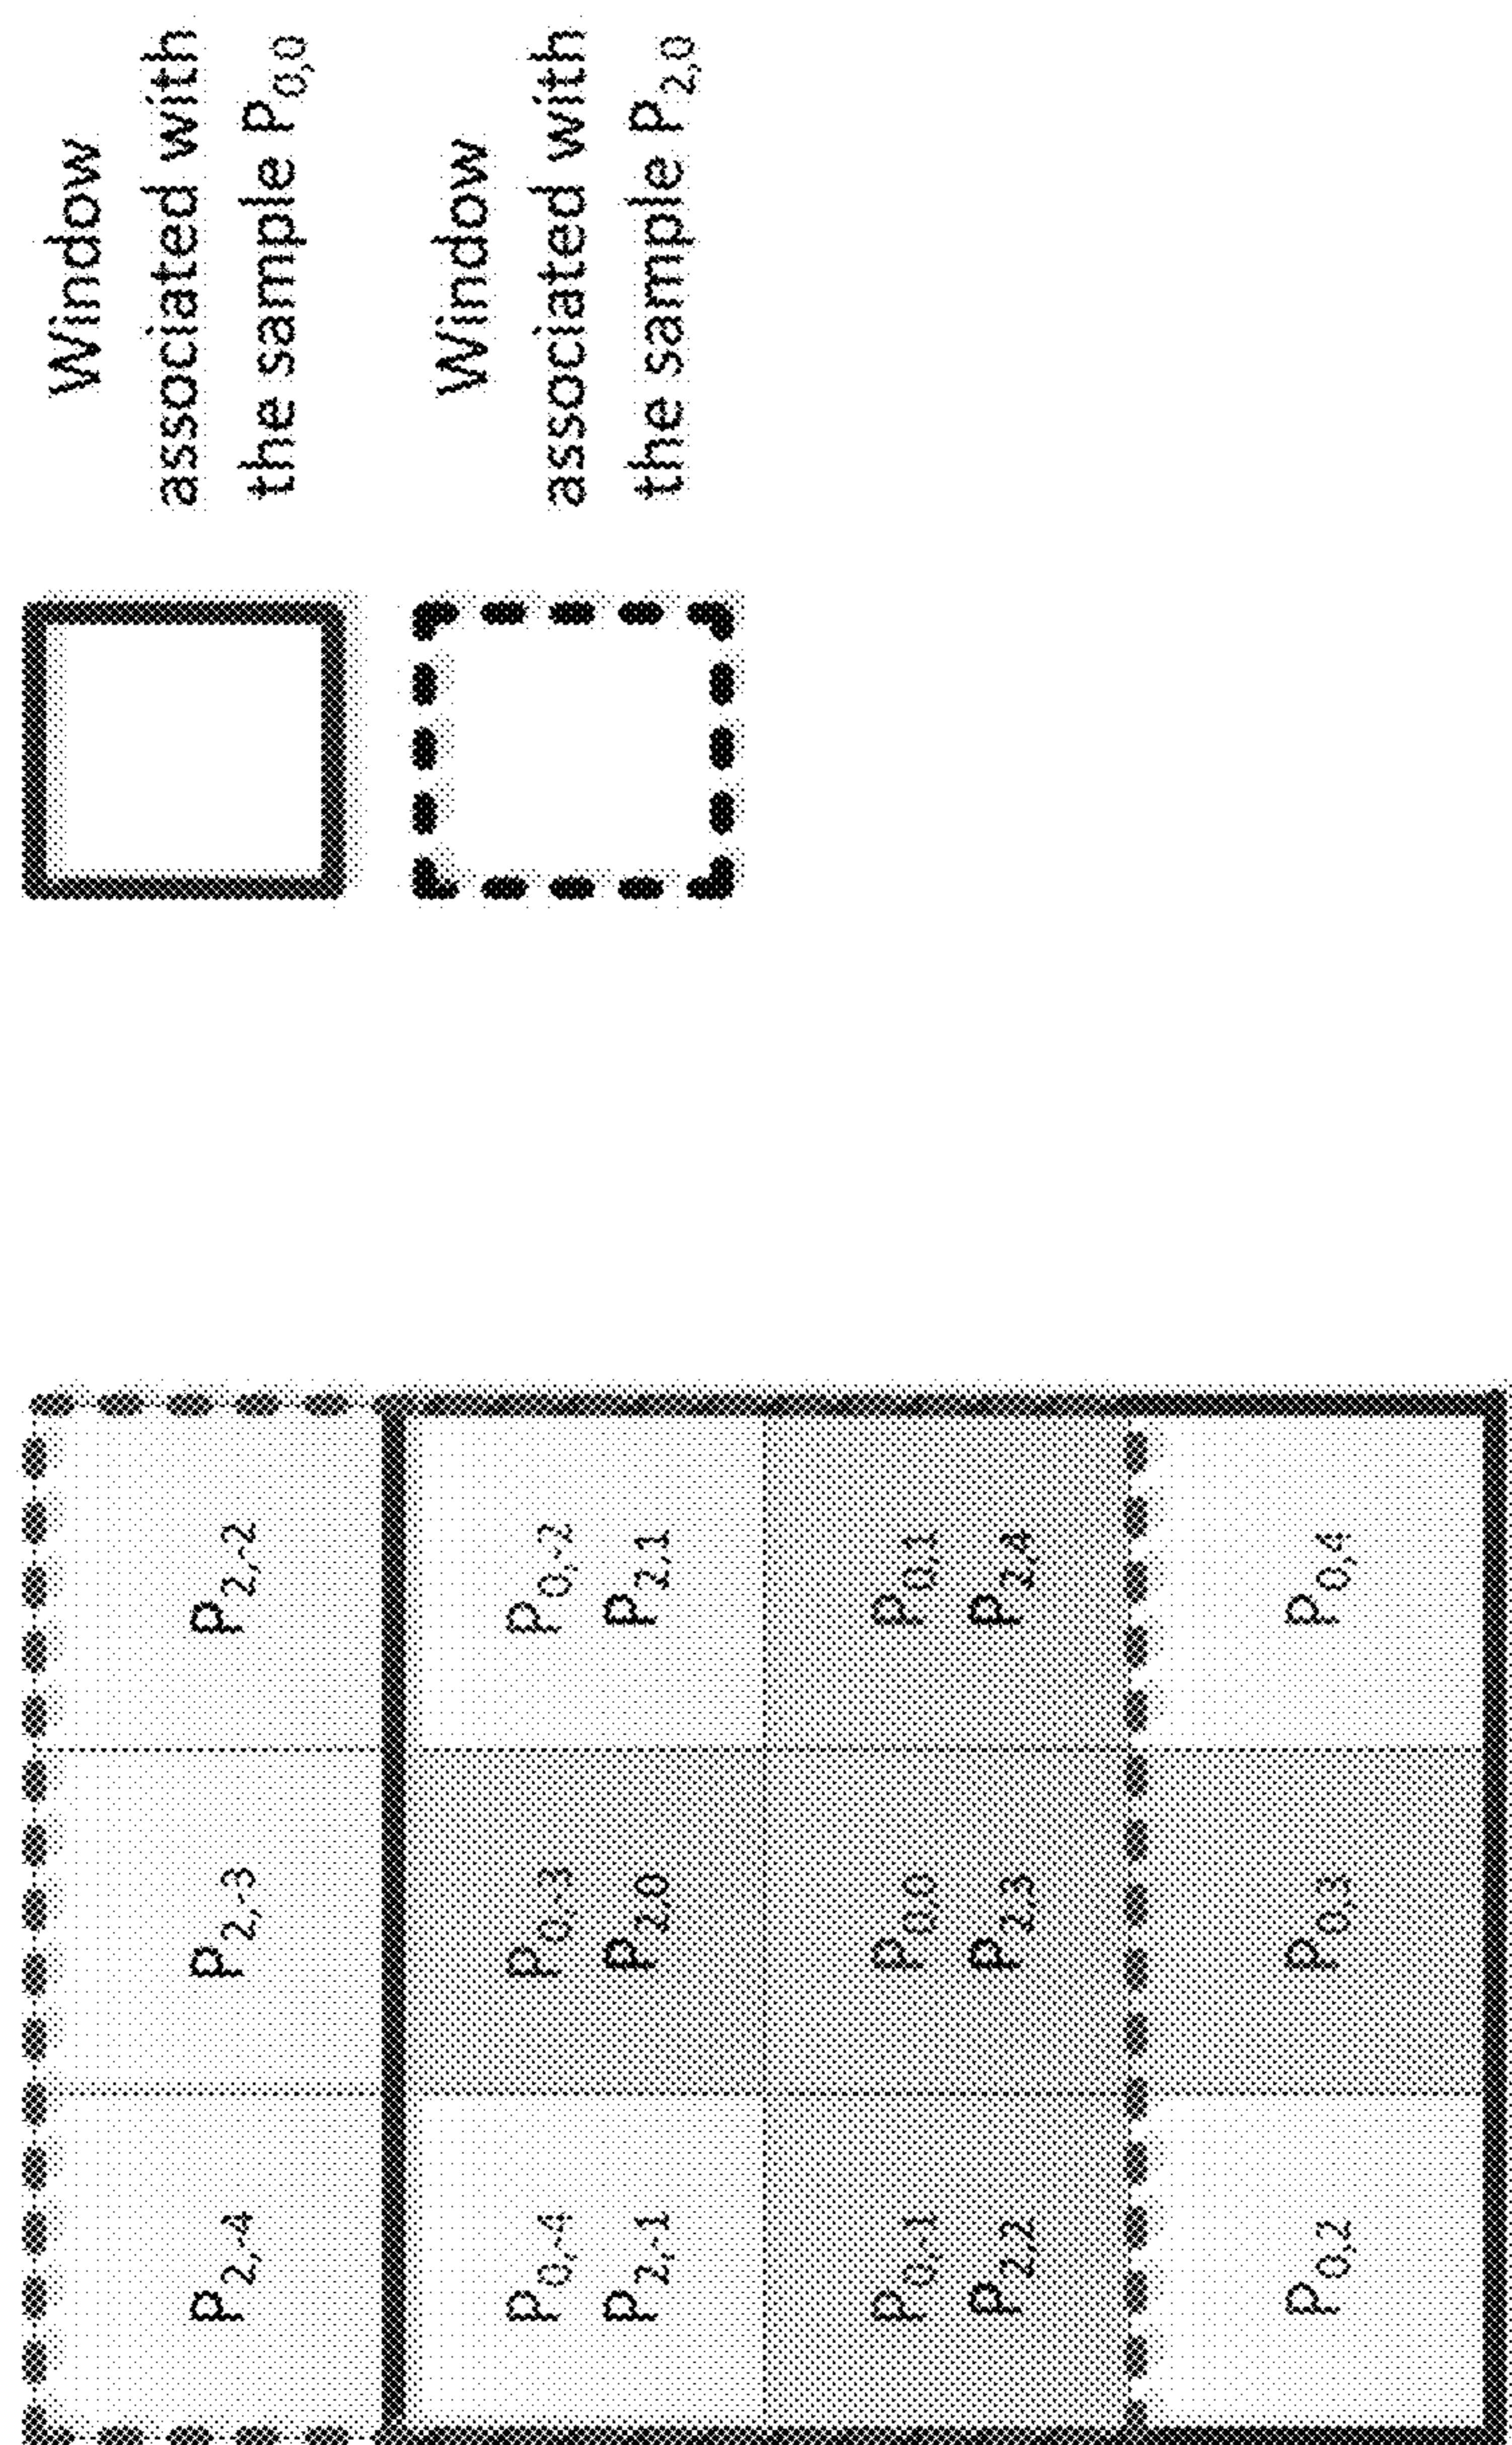 P2,-4 P2,-3 P2,-2
P0,-4 P0,-3 P0,-2
P2,-1 P2,0 P2,1
P0,-1 P0,0 P0,1
P2,2 P2,3 P2,4
P0,2 P0,3 P0,4
Window
associated with
the sample P0,0
Window
associated with
the sample P2,0